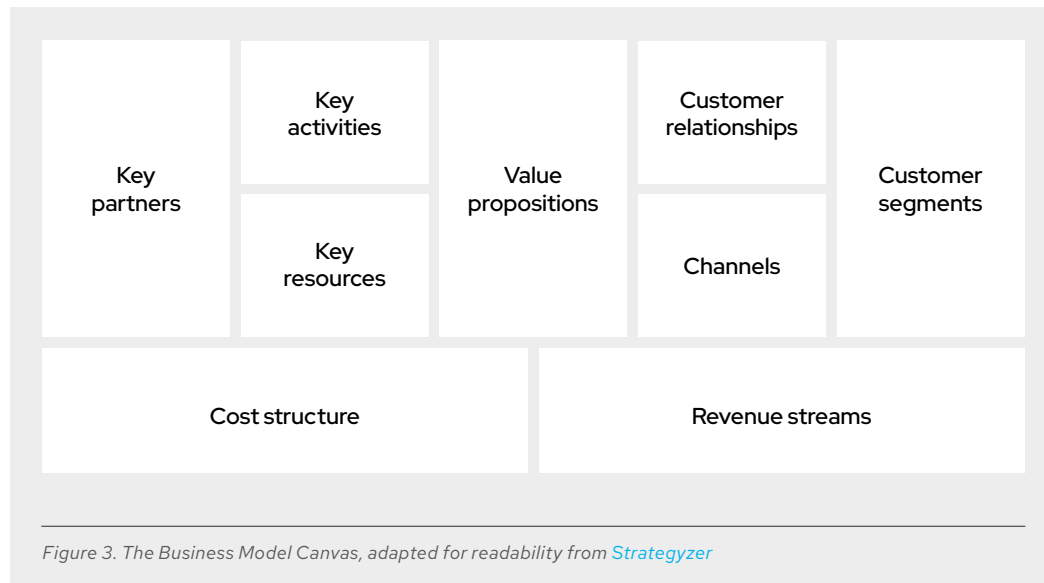 Key
partners
Key
activities
Key
resources
Value
propositions
Customer
relationships
Channels
Customer
segments
Cost structure
Revenue streams
Figure 3. The Business Model Canvas, adapted for readability from Strategyzer